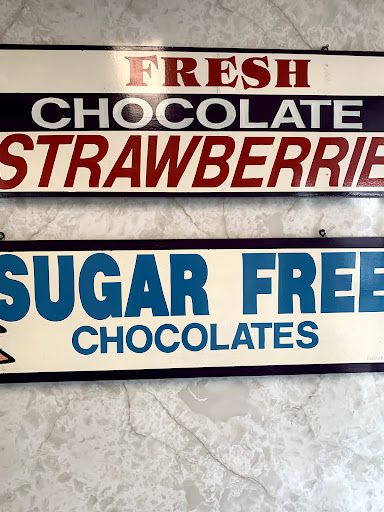 FRESH
CHOCOLATE
STRAWBERRIE
SUGAR FREE
CHOCOLATES